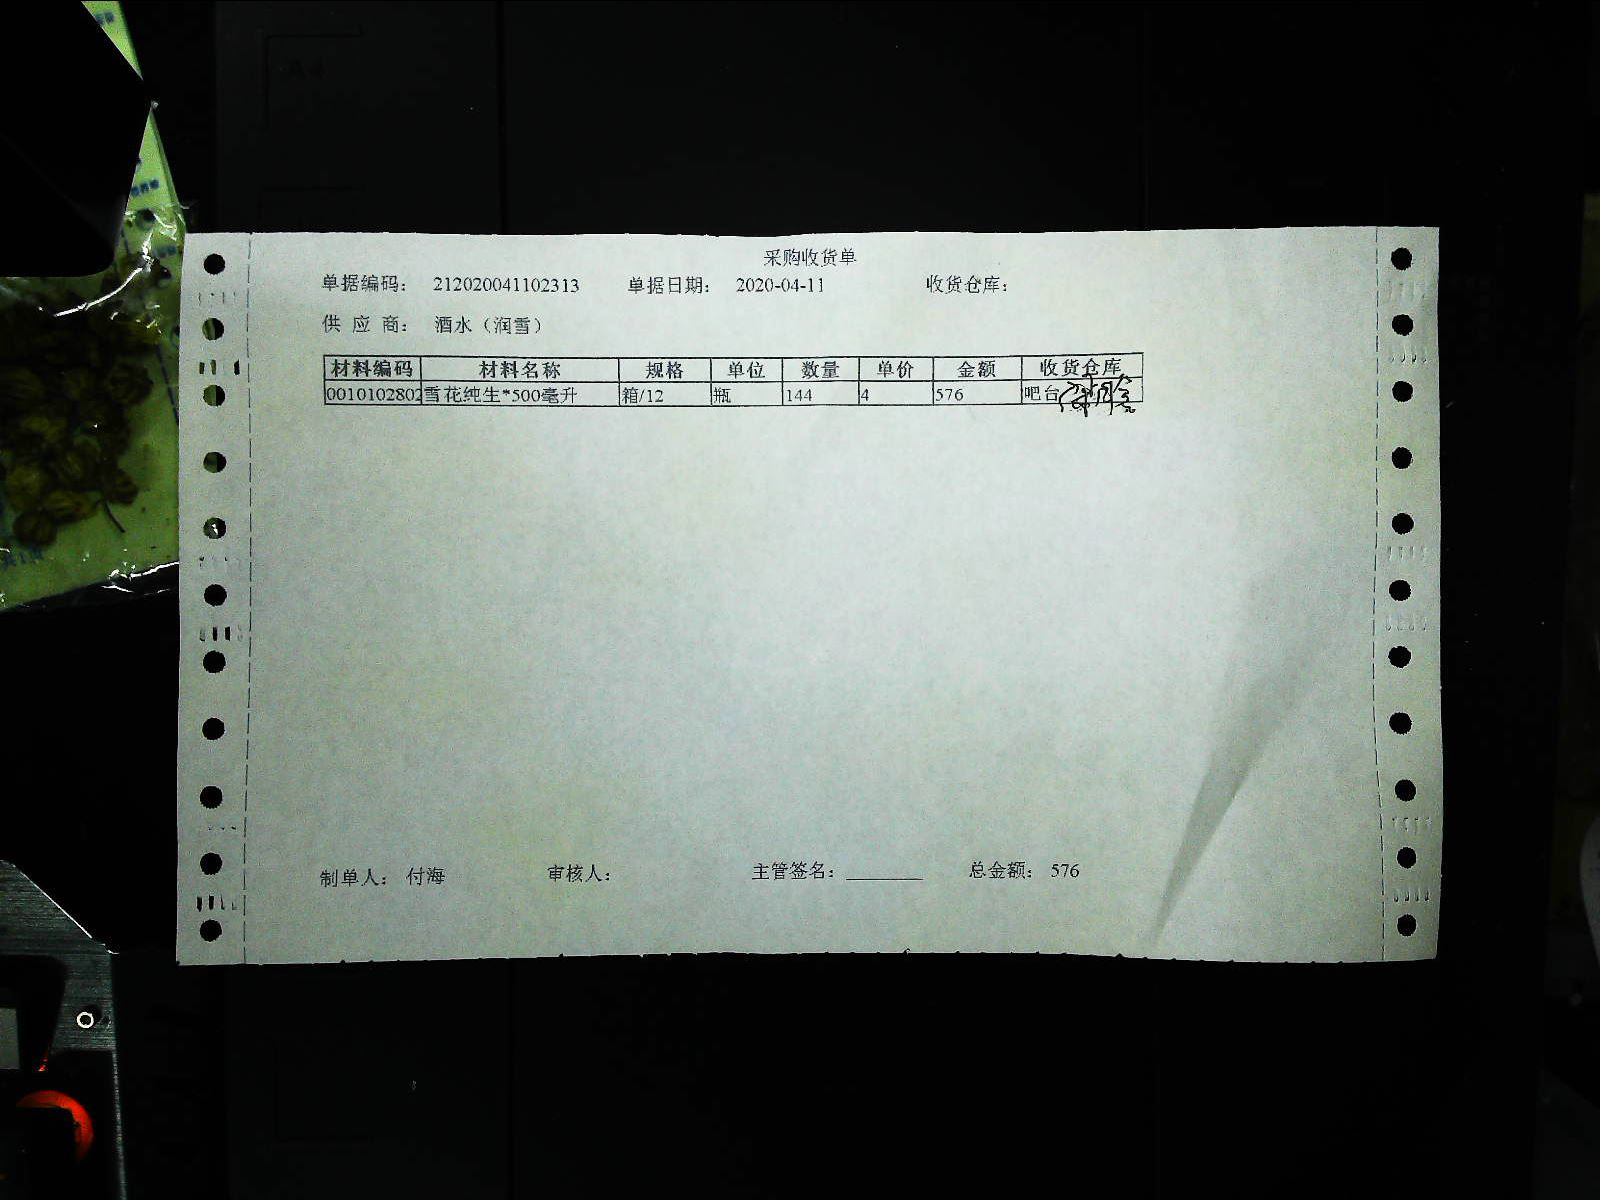 采购收货单
单据编码： 212020041102313 单据日期： 2020-04-11 收货仓库：
供 应 商： 酒水（润雪）
材料编码 材料名称 规格 单位 数量 单价 金额 收货仓库
0010102802 雪花纯生*500毫升 箱/12 瓶 144 4 576 吧台
制单人： 付海 审核人： 主管签名：________ 总金额： 576